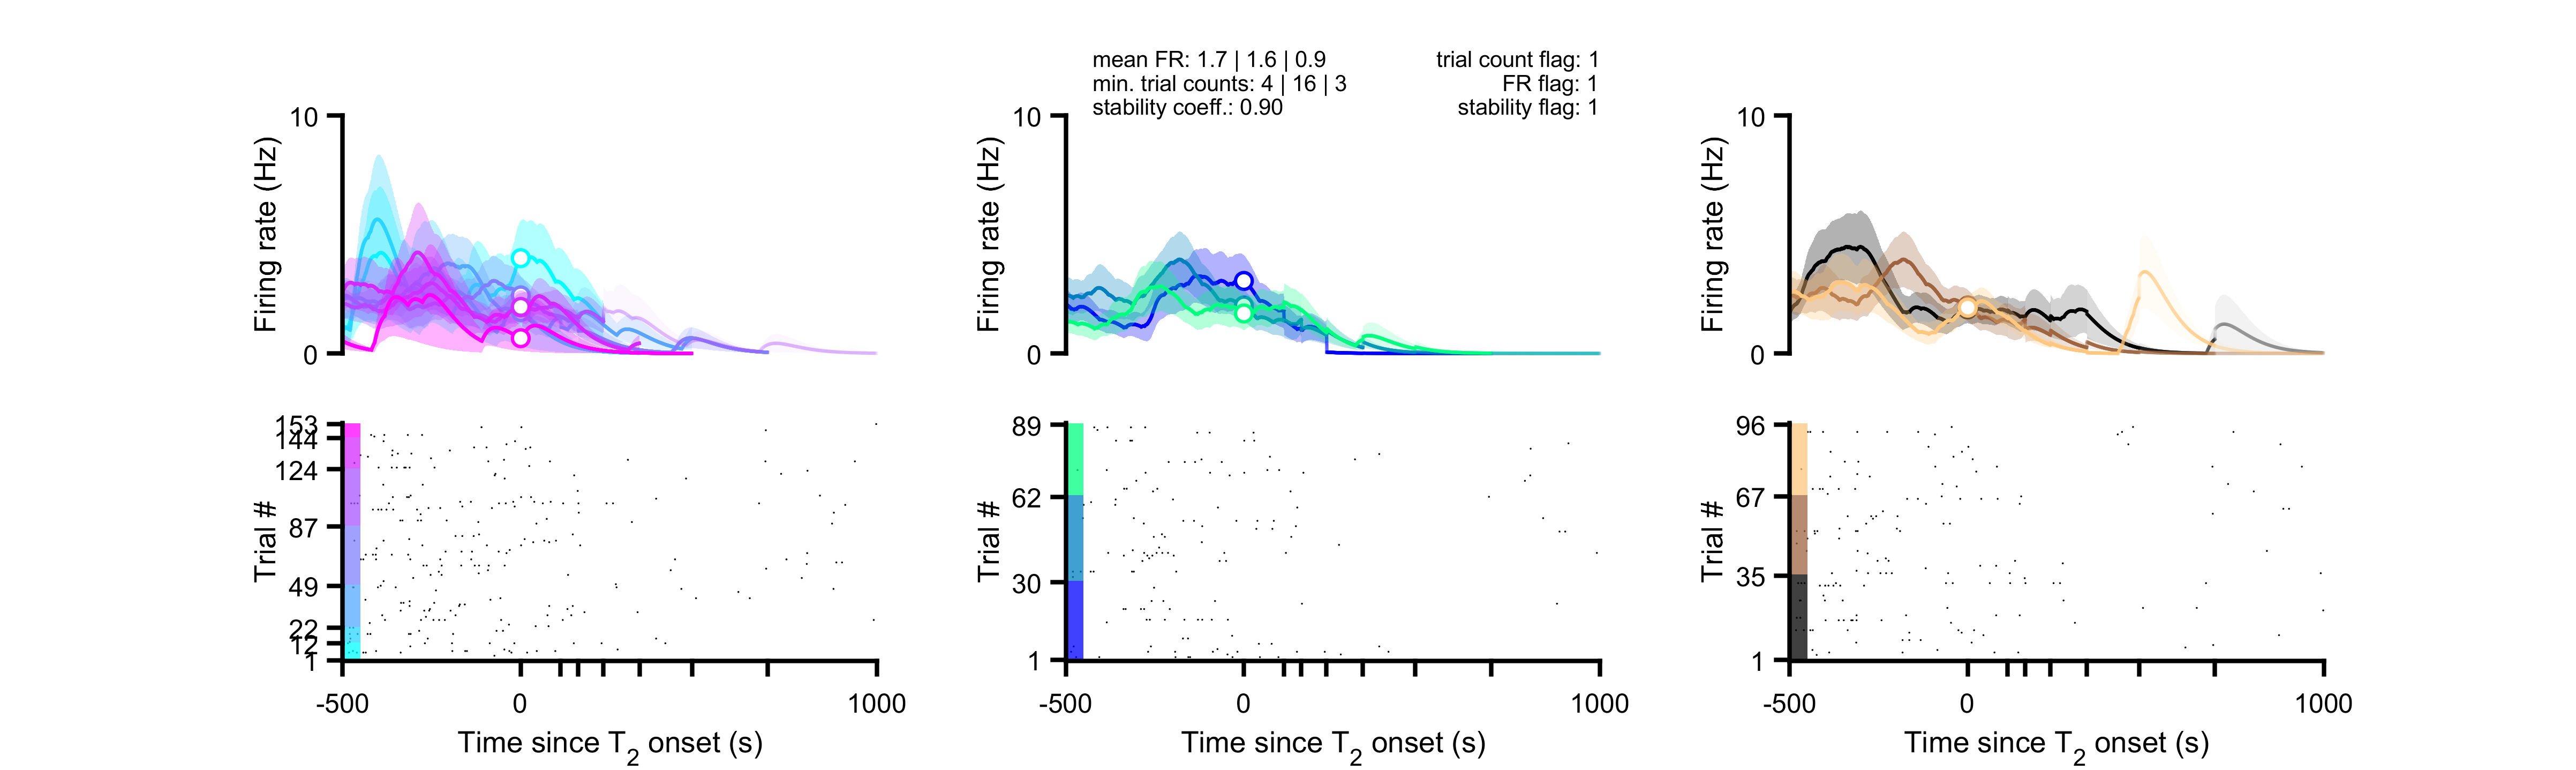 mean FR: 1.7 | 1.6 | 0.9
min. trial counts: 4 | 16 | 3
stability coeff.: 0.90
trial count flag: 1
FR flag: 1
stability flag: 1
10
Firing rate (Hz)
0
10
Firing rate (Hz)
0
10
Firing rate (Hz)
0
153
144
124
87
49
22
12
1
Trial #
-500
0
1000
Time since T2 onset (s)
89
62
30
1
Trial #
-500
0
1000
Time since T2 onset (s)
96
67
35
1
Trial #
-500
0
1000
Time since T2 onset (s)